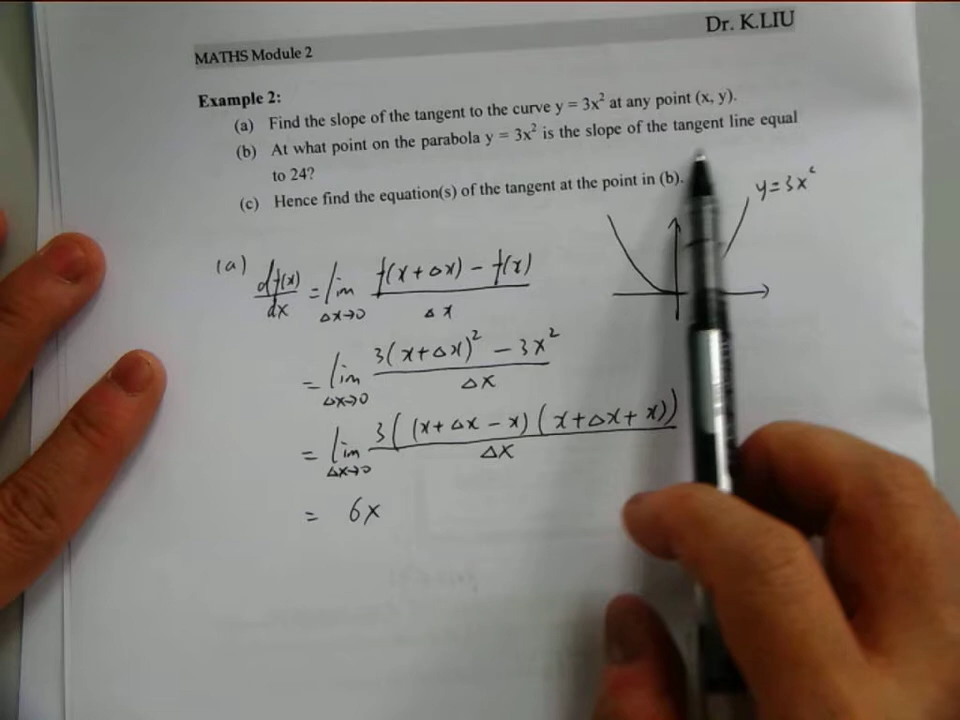 Dr. K.LIU
MATHS Module 2
Example 2:
(a) Find the slope of the tangent to the curve y = 3x² at any point (x, y).
(b) At what point on the parabola y = 3x² is the slope of the tangent line equal
to 24?
(c) Hence find the equation(s) of the tangent at the point in (b).
y=3x²
(a) df(x)/dx = lim Δx→0 (f(x+Δx) − f(x))/Δx
= lim Δx→0 (3(x+Δx)² − 3x²)/Δx
= lim Δx→0 3((x+Δx − x)(x+Δx+x))/Δx
= 6x